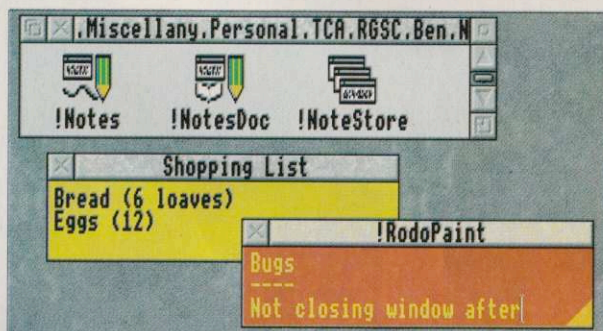 .Miscellany.Personal.TCA.RGSC.Ben.N
!Notes !NotesDoc !NoteStore
Shopping List
Bread (6 loaves)
Eggs (12)
!RodoPaint
Bugs
----
Not closing window after